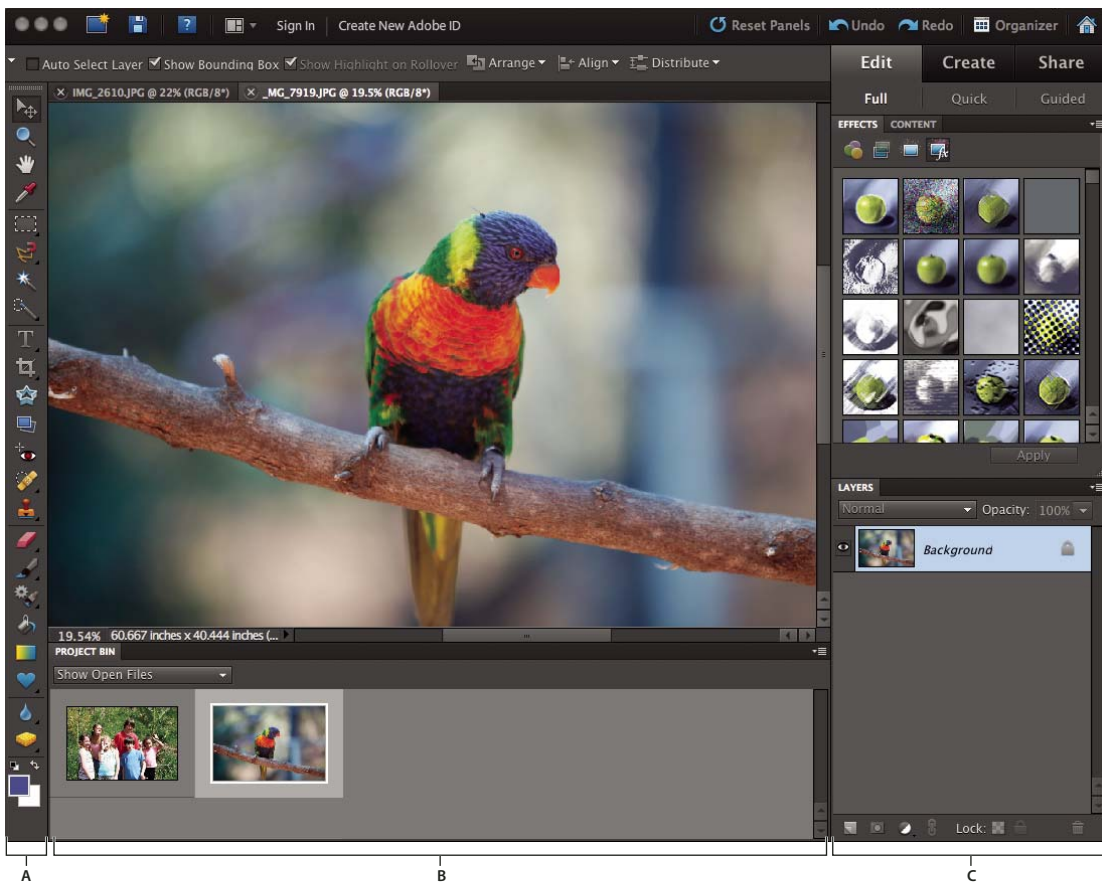 ? Sign In Create New Adobe ID Reset Panels Undo Redo Organizer
Auto Select Layer Show Bounding Box Show Highlight on Rollover Arrange Align Distribute
Edit Create Share
IMG_2610.JPG @ 22% (RGB/8*) _MG_7919.JPG @ 19.5% (RGB/8*)
Full Quick Guided
EFFECTS CONTENT
fx
T
Apply
LAYERS
Normal Opacity: 100%
Background
19.54% 60.667 inches x 40.444 inches (...
PROJECT BIN
Show Open Files
Lock:
A B C